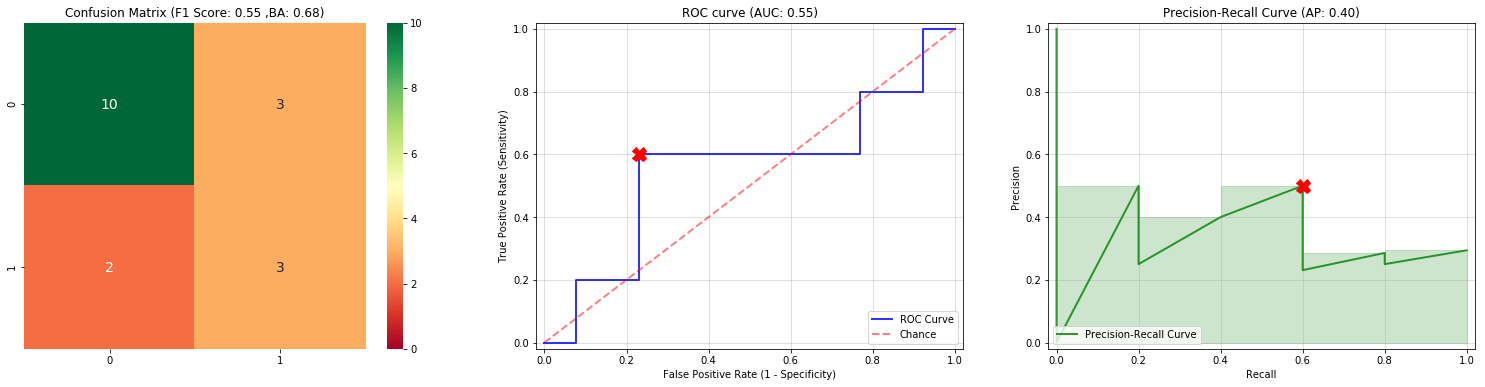 Confusion Matrix (F1 Score: 0.55 ,BA: 0.68)
10
3
2
3
0
1
0
1
10
8
6
4
2
0
ROC curve (AUC: 0.55)
True Positive Rate (Sensitivity)
1.0
0.8
0.6
0.4
0.2
0.0
ROC Curve
Chance
0.0 0.2 0.4 0.6 0.8 1.0
False Positive Rate (1 - Specificity)
Precision-Recall Curve (AP: 0.40)
Precision
1.0
0.8
0.6
0.4
0.2
0.0
Precision-Recall Curve
0.0 0.2 0.4 0.6 0.8 1.0
Recall